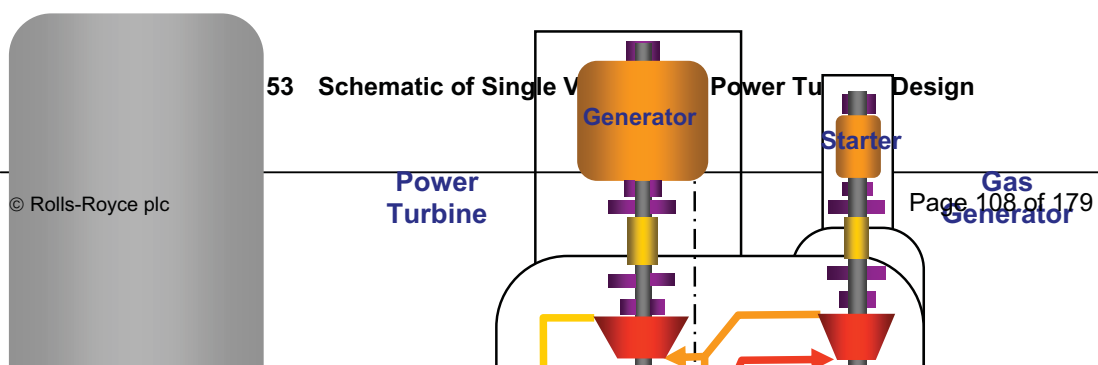 53 Schematic of Single V Power Tu Design
Generator
Starter
Power
Turbine
Gas
Generator
© Rolls-Royce plc
Page 108 of 179